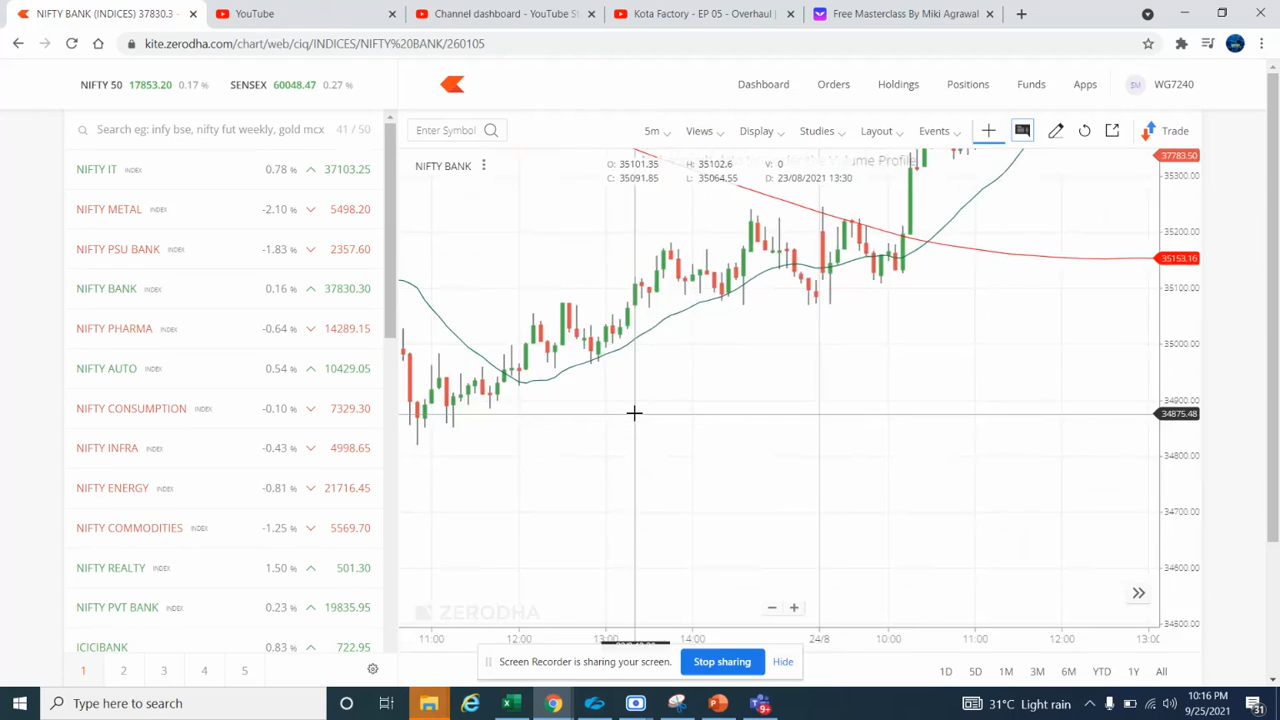 NIFTY BANK (INDICES) 37830.3
YouTube
Channel dashboard - YouTube St
Kota Factory - EP 05 - Overhaul |
Free Masterclass By Miki Agrawal
kite.zerodha.com/chart/web/ciq/INDICES/NIFTY%20BANK/260105
NIFTY 50 17853.20 0.17 %
SENSEX 60048.47 0.27 %
Dashboard Orders Holdings Positions Funds Apps SM WG7240
Search eg: infy bse, nifty fut weekly, gold mcx 41 / 50
NIFTY IT INDEX 0.78 % 37103.25
NIFTY METAL INDEX -2.10 % 5498.20
NIFTY PSU BANK INDEX -1.83 % 2357.60
NIFTY BANK INDEX 0.16 % 37830.30
NIFTY PHARMA INDEX -0.64 % 14289.15
NIFTY AUTO INDEX 0.54 % 10429.05
NIFTY CONSUMPTION INDEX -0.10 % 7329.30
NIFTY INFRA INDEX -0.43 % 4998.65
NIFTY ENERGY INDEX -0.81 % 21716.45
NIFTY COMMODITIES INDEX -1.25 % 5569.70
NIFTY REALTY INDEX 1.50 % 501.30
NIFTY PVT BANK INDEX 0.23 % 19835.95
ICICIBANK 0.83 % 722.95
1 2 3 4 5
Enter Symbol 5m Views Display Studies Layout Events Trade
NIFTY BANK
O: 35101.35 H: 35102.6 V: 0
C: 35091.85 L: 35064.55 D: 23/08/2021 13:30
Volume Profile
37783.50
35300.00
35200.00
35153.16
35100.00
35000.00
34900.00
34875.48
34800.00
34700.00
34600.00
34500.00
ZERODHA
11:00 12:00 13:00 14:00 24/8 10:00 11:00 12:00 13:00
Screen Recorder is sharing your screen. Stop sharing Hide
1D 5D 1M 3M 6M YTD 1Y All
Type here to search
31°C Light rain
10:16 PM
9/25/2021
31